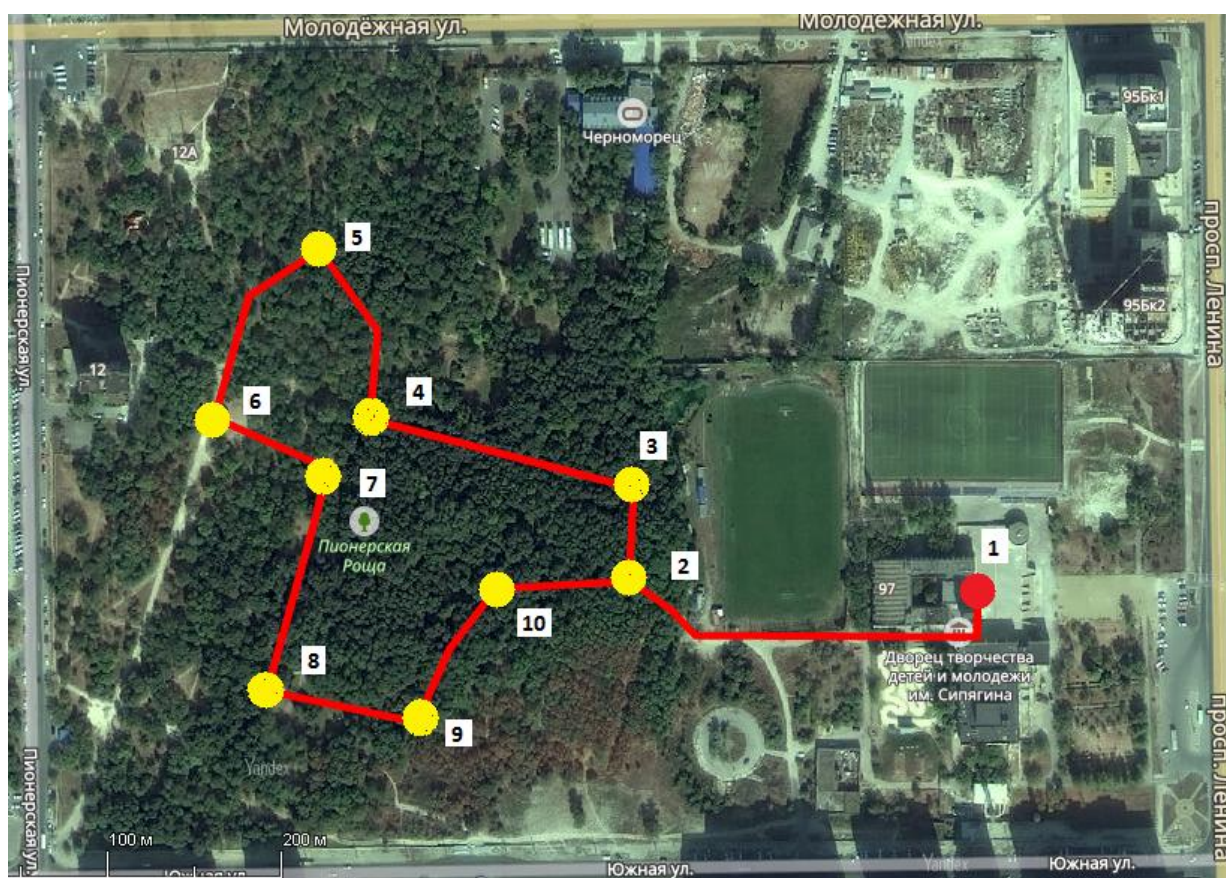 Молодёжная ул.
Молодёжная ул.
Yandex
95Бк1
Черноморец
12А
просп. Ленина
5
Пионерская ул.
95Бк2
12
4
6
3
7
1
Пионерская
Роща
2
97
10
8
Дворец творчества
детей и молодежи
им. Сипягина
9
Yandex
просп. Ленина
Пионерская ул.
100 м
200 м
Южная ул.
Южная ул.
Yandex
Южная ул.